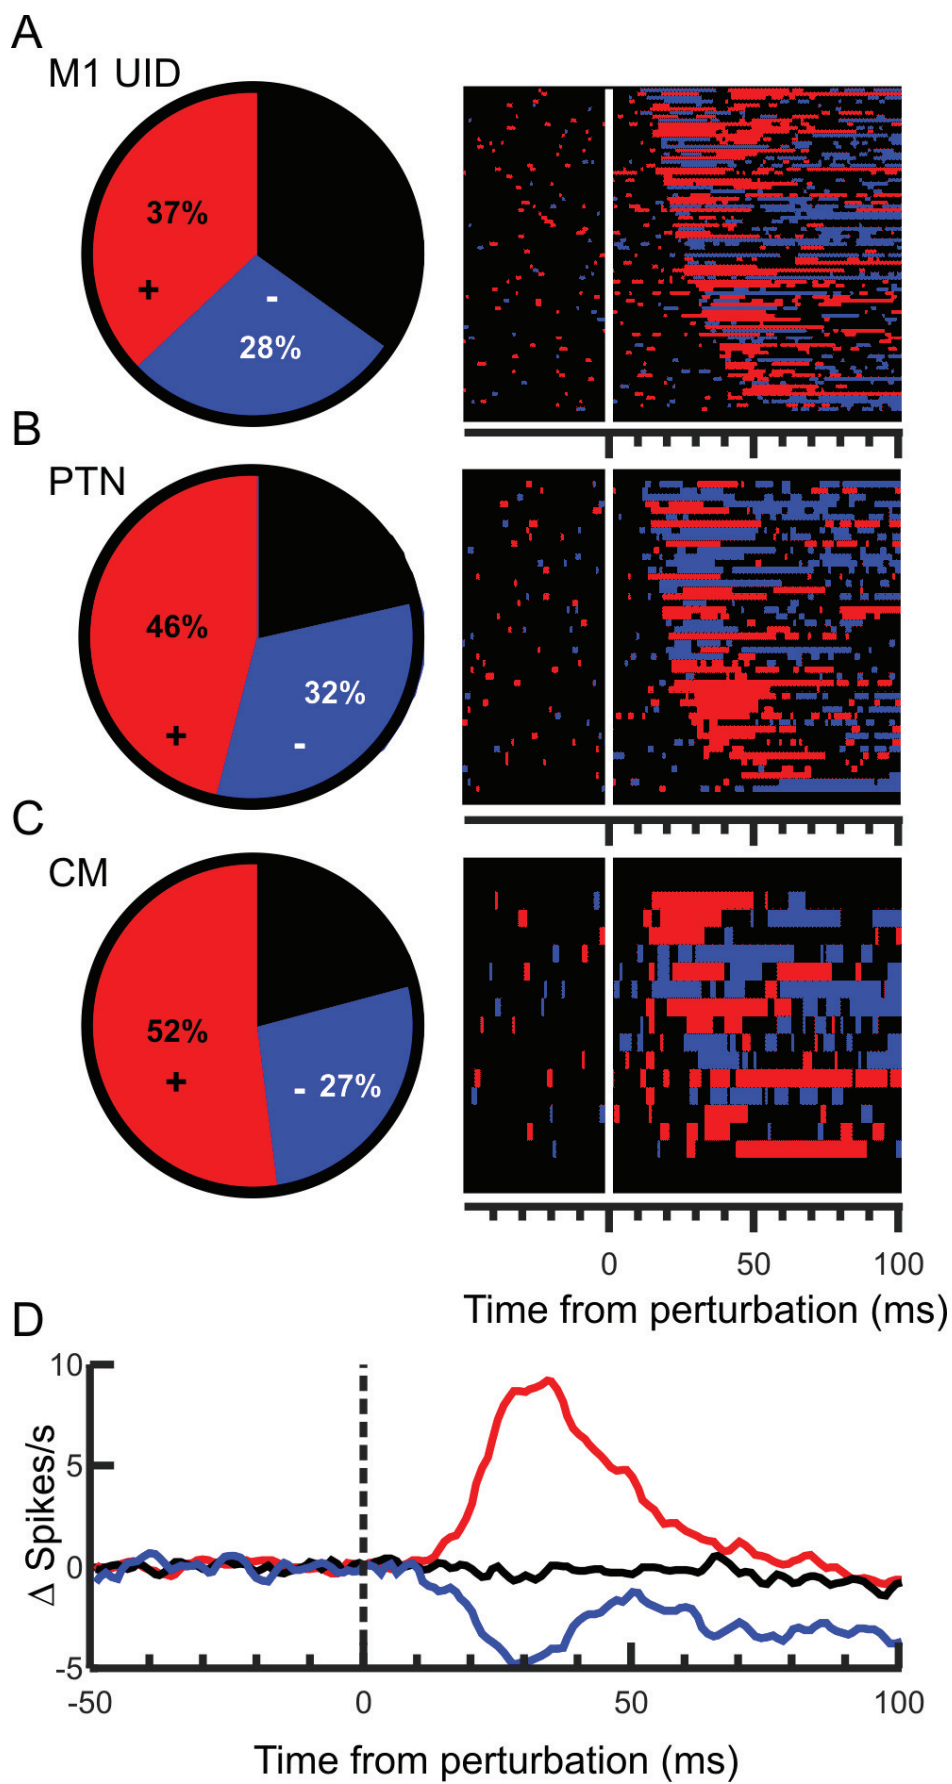 A
M1 UID
37%
+
-
28%
B
PTN
46%
32%
+
-
C
CM
52%
+
- 27%
0 50 100
Time from perturbation (ms)
D
10
5
0
-5
Δ Spikes/s
-50 0 50 100
Time from perturbation (ms)